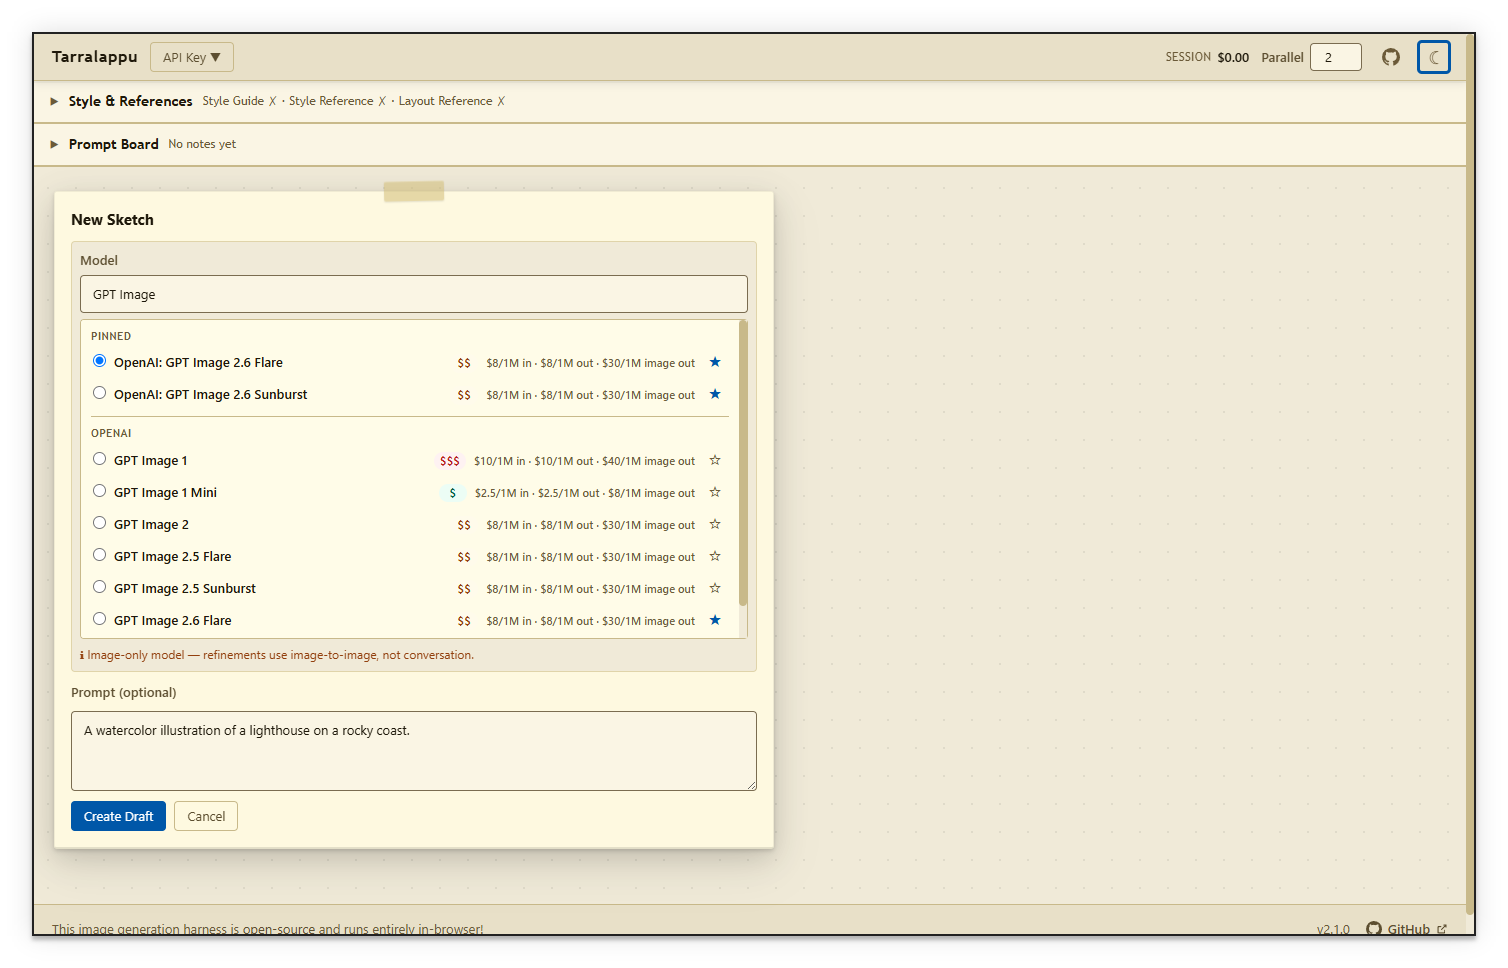 Tarralappu API Key ▼ SESSION $0.00 Parallel 2
▶ Style & References Style Guide ✗ · Style Reference ✗ · Layout Reference ✗
▶ Prompt Board No notes yet
New Sketch
Model
GPT Image
PINNED
OpenAI: GPT Image 2.6 Flare $$ $8/1M in · $8/1M out · $30/1M image out ★
OpenAI: GPT Image 2.6 Sunburst $$ $8/1M in · $8/1M out · $30/1M image out ★
OPENAI
GPT Image 1 $$$ $10/1M in · $10/1M out · $40/1M image out ☆
GPT Image 1 Mini $ $2.5/1M in · $2.5/1M out · $8/1M image out ☆
GPT Image 2 $$ $8/1M in · $8/1M out · $30/1M image out ☆
GPT Image 2.5 Flare $$ $8/1M in · $8/1M out · $30/1M image out ☆
GPT Image 2.5 Sunburst $$ $8/1M in · $8/1M out · $30/1M image out ☆
GPT Image 2.6 Flare $$ $8/1M in · $8/1M out · $30/1M image out ★
ℹ Image-only model — refinements use image-to-image, not conversation.
Prompt (optional)
A watercolor illustration of a lighthouse on a rocky coast.
Create Draft Cancel
This image generation harness is open-source and runs entirely in-browser! v2.1.0 GitHub